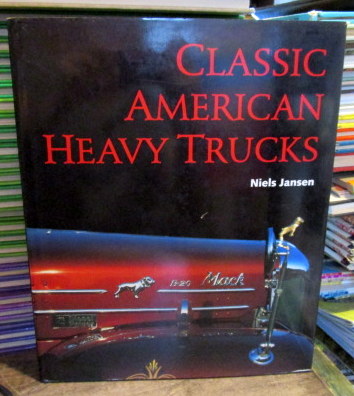 CLASSIC
AMERICAN
HEAVY TRUCKS
Niels Jansen
Mack